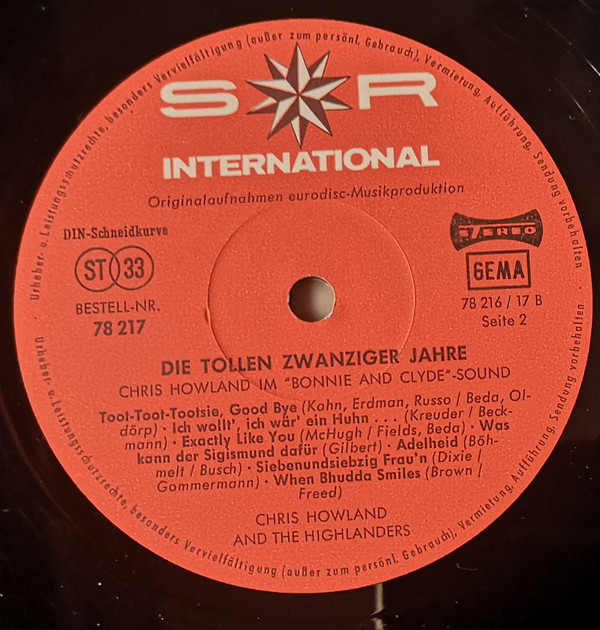 Urheber- u. Leistungsschutzrechte, besonders Vervielfältigung (außer zum persönl. Gebrauch), Vermietung, Aufführung, Sendung vorbehalten
S R
INTERNATIONAL
Originalaufnahmen eurodisc-Musikproduktion
DIN-Schneidkurve
ST 33
BESTELL-NR.
78 217
STEREO
GEMA
78 216 / 17 B
Seite 2
DIE TOLLEN ZWANZIGER JAHRE
CHRIS HOWLAND IM "BONNIE AND CLYDE"-SOUND
Toot-Toot-Tootsie, Good Bye (Kahn, Erdman, Russo / Beda, Ol-
dörp) · Ich wollt', ich wär' ein Huhn . . . (Kreuder / Beck-
mann) · Exactly Like You (McHugh / Fields, Beda) · Was
kann der Sigismund dafür (Gilbert) · Adelheid (Böh-
melt / Busch) · Siebenundsiebzig Frau'n (Dixie /
Gommermann) · When Bhudda Smiles (Brown /
Freed)
CHRIS HOWLAND
AND THE HIGHLANDERS
Urheber- u. Leistungsschutzrechte, besonders Vervielfältigung (außer zum persönl. Gebrauch), Vermietung, Aufführung, Sendung vorbehalten